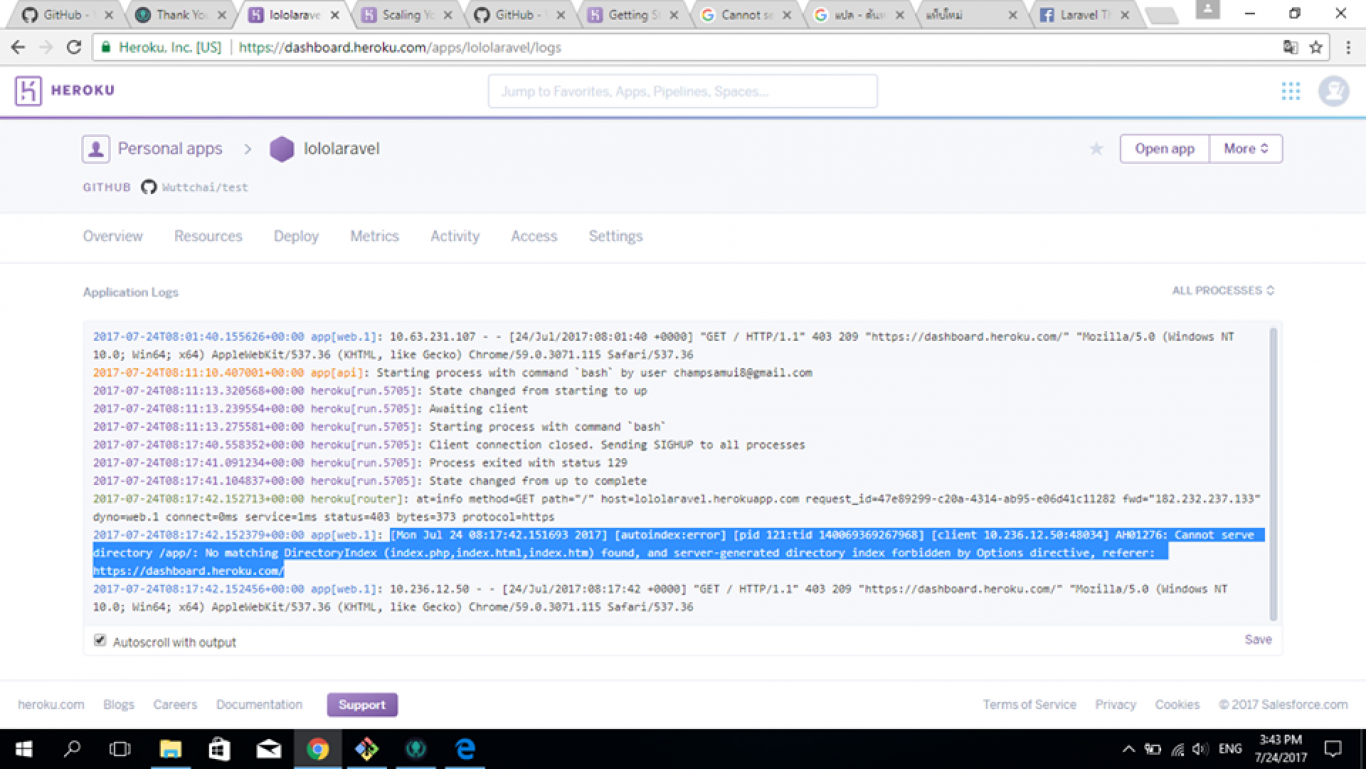 GitHub - 
Thank Yo
lololarave
Scaling Yo
GitHub - 
Getting S
Cannot se
แปล - ค้นห
แท็บใหม่
Laravel Th
Heroku, Inc. [US] https://dashboard.heroku.com/apps/lololaravel/logs
HEROKU
Jump to Favorites, Apps, Pipelines, Spaces...
Personal apps > lololaravel
Open app
More
GITHUB Wuttchai/test
Overview Resources Deploy Metrics Activity Access Settings
Application Logs
ALL PROCESSES
2017-07-24T08:01:40.155626+00:00 app[web.1]: 10.63.231.107 - - [24/Jul/2017:08:01:40 +0000] "GET / HTTP/1.1" 403 209 "https://dashboard.heroku.com/" "Mozilla/5.0 (Windows NT
10.0; Win64; x64) AppleWebKit/537.36 (KHTML, like Gecko) Chrome/59.0.3071.115 Safari/537.36
2017-07-24T08:11:10.407001+00:00 app[api]: Starting process with command `bash` by user champsamui8@gmail.com
2017-07-24T08:11:13.320568+00:00 heroku[run.5705]: State changed from starting to up
2017-07-24T08:11:13.239554+00:00 heroku[run.5705]: Awaiting client
2017-07-24T08:11:13.275581+00:00 heroku[run.5705]: Starting process with command `bash`
2017-07-24T08:17:40.558352+00:00 heroku[run.5705]: Client connection closed. Sending SIGHUP to all processes
2017-07-24T08:17:41.091234+00:00 heroku[run.5705]: Process exited with status 129
2017-07-24T08:17:41.104837+00:00 heroku[run.5705]: State changed from up to complete
2017-07-24T08:17:42.152713+00:00 heroku[router]: at=info method=GET path="/" host=lololaravel.herokuapp.com request_id=47e89299-c20a-4314-ab95-e06d41c11282 fwd="182.232.237.133"
dyno=web.1 connect=0ms service=1ms status=403 bytes=373 protocol=https
2017-07-24T08:17:42.152379+00:00 app[web.1]: [Mon Jul 24 08:17:42.151693 2017] [autoindex:error] [pid 121:tid 140069369267968] [client 10.236.12.50:48034] AH01276: Cannot serve
directory /app/: No matching DirectoryIndex (index.php,index.html,index.htm) found, and server-generated directory index forbidden by Options directive, referer:
https://dashboard.heroku.com/
2017-07-24T08:17:42.152456+00:00 app[web.1]: 10.236.12.50 - - [24/Jul/2017:08:17:42 +0000] "GET / HTTP/1.1" 403 209 "https://dashboard.heroku.com/" "Mozilla/5.0 (Windows NT
10.0; Win64; x64) AppleWebKit/537.36 (KHTML, like Gecko) Chrome/59.0.3071.115 Safari/537.36
Autoscroll with output
Save
heroku.com Blogs Careers Documentation Support
Terms of Service Privacy Cookies © 2017 Salesforce.com
ENG
3:43 PM
7/24/2017